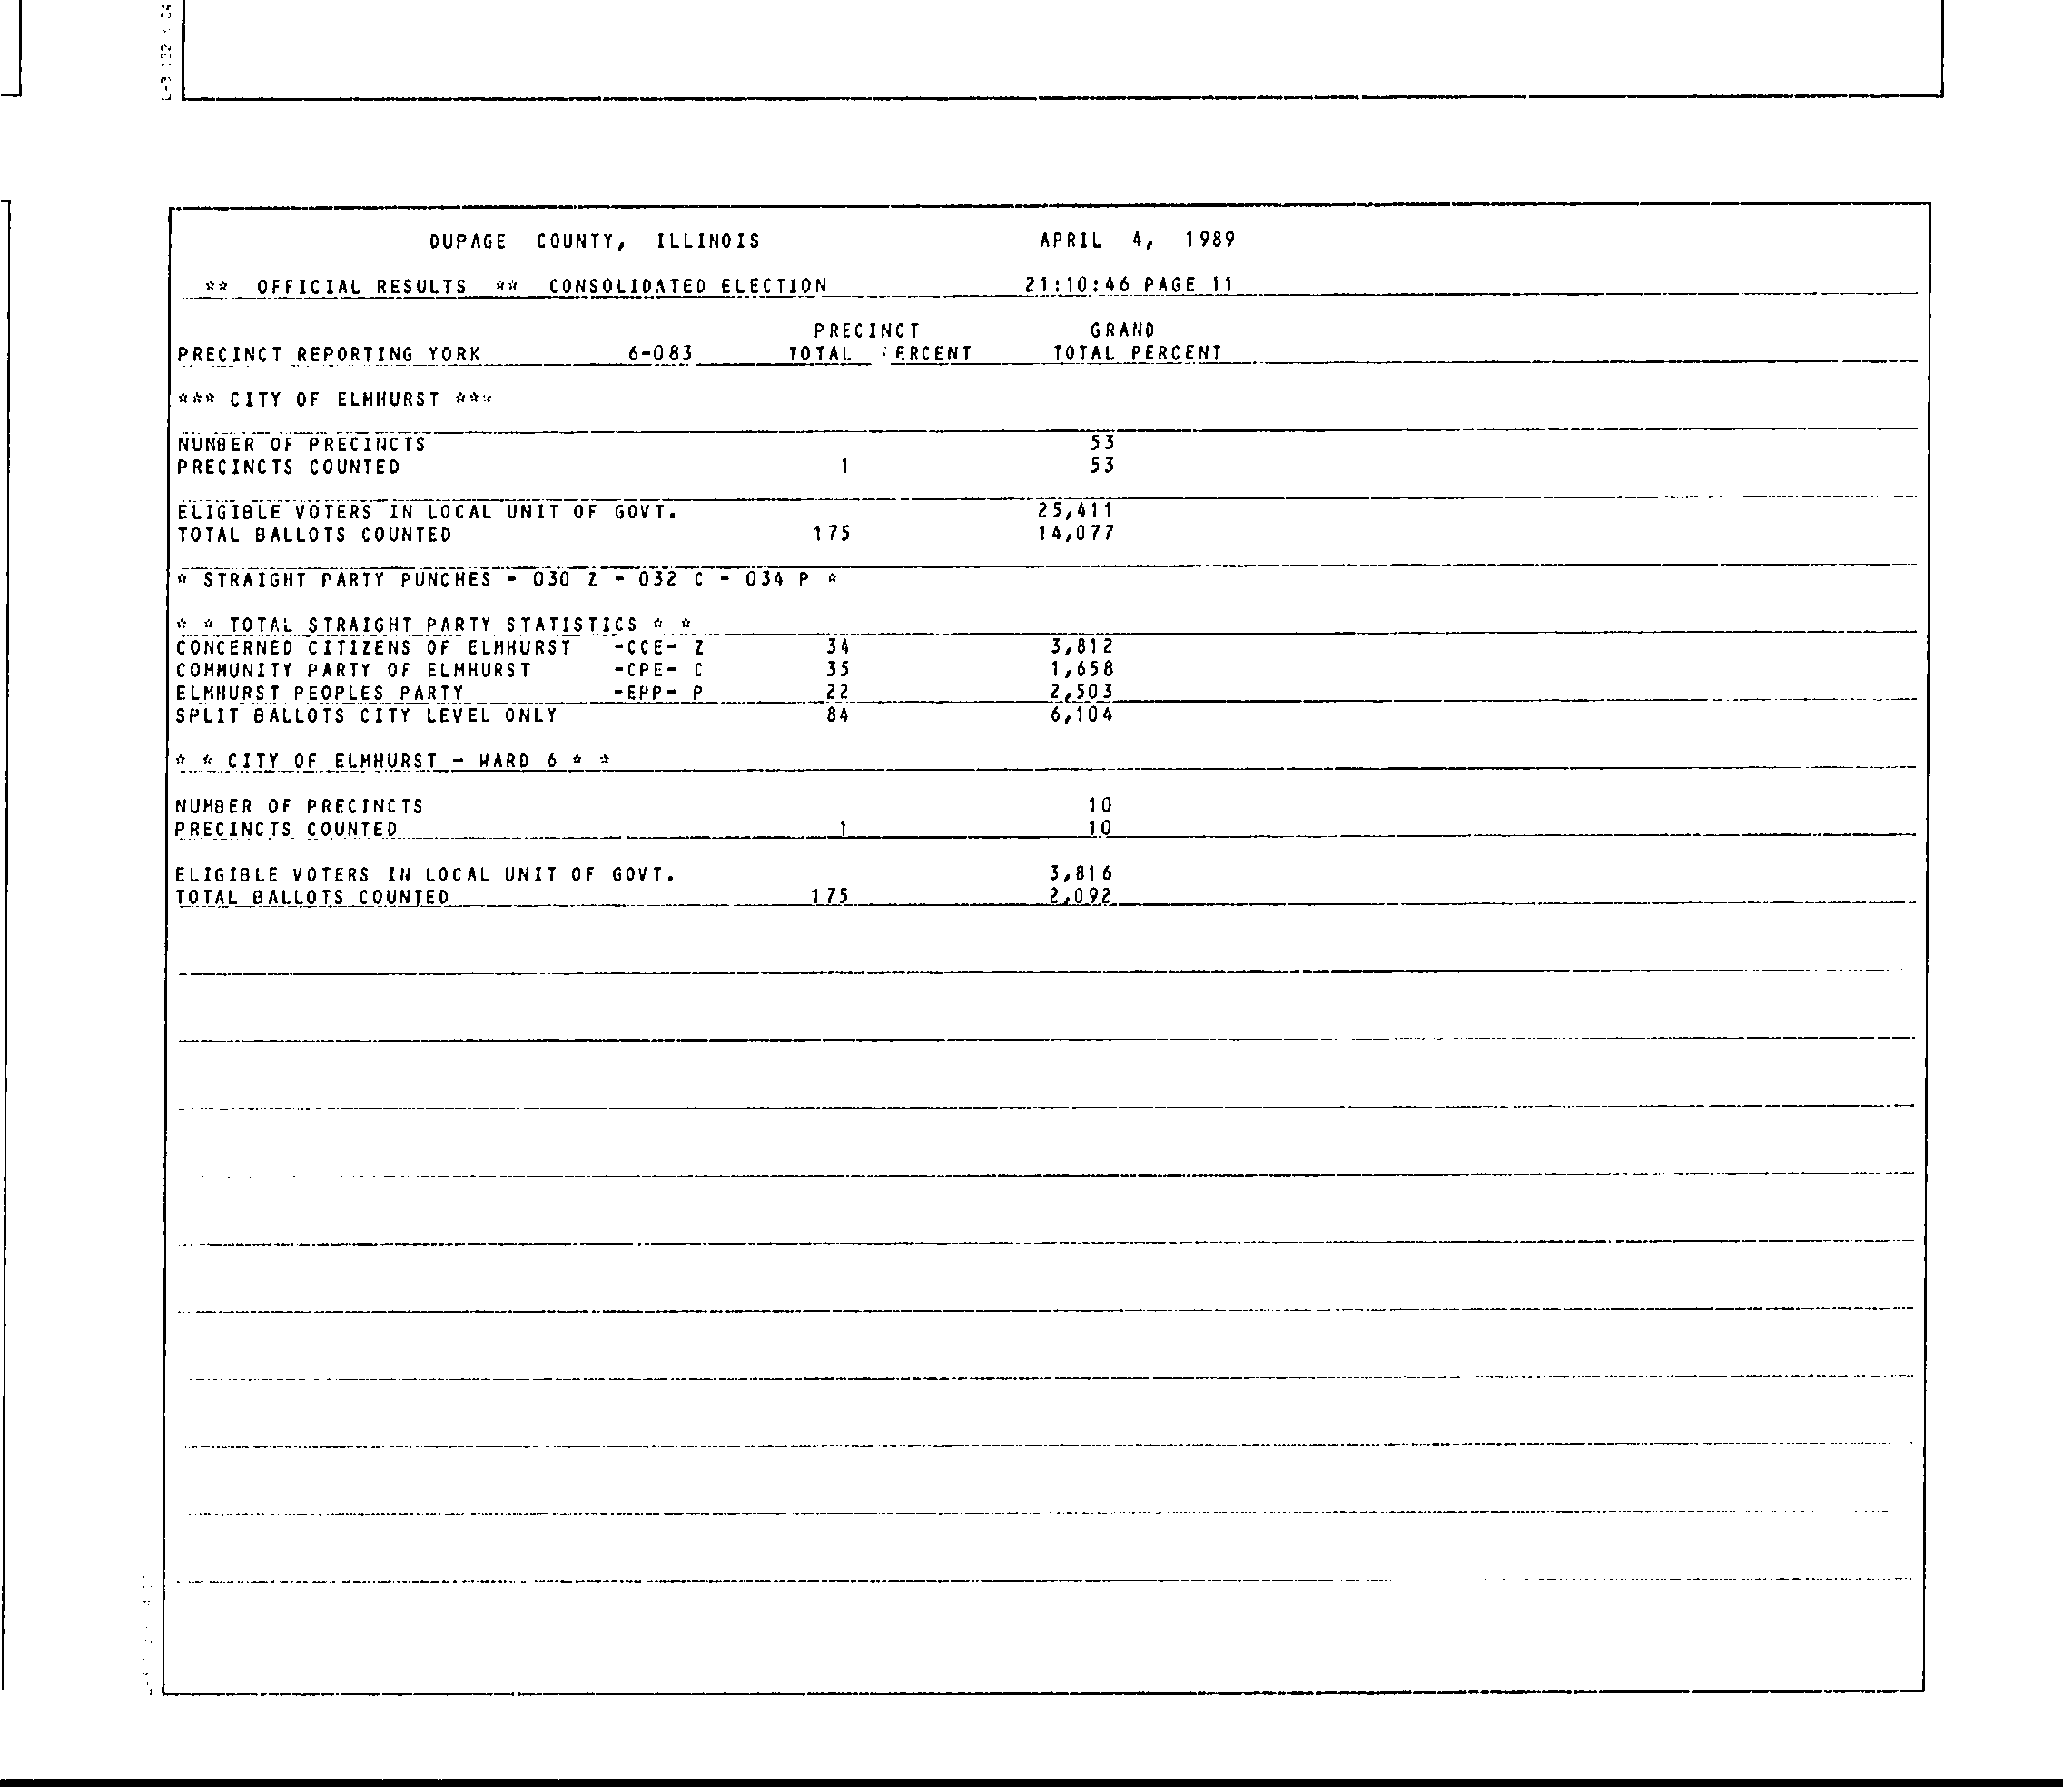 DUPAGE COUNTY, ILLINOIS APRIL 4, 1989
** OFFICIAL RESULTS ** CONSOLIDATED ELECTION 21:10:46 PAGE 11
PRECINCT GRAND
PRECINCT REPORTING YORK 6-083 TOTAL ERCENT TOTAL PERCENT
*** CITY OF ELMHURST ***
NUMBER OF PRECINCTS 53
PRECINCTS COUNTED 1 53
ELIGIBLE VOTERS IN LOCAL UNIT OF GOVT. 25,411
TOTAL BALLOTS COUNTED 175 14,077
* STRAIGHT PARTY PUNCHES - 030 Z - 032 C - 034 P *
* * TOTAL STRAIGHT PARTY STATISTICS * *
CONCERNED CITIZENS OF ELMHURST -CCE- Z 34 3,812
COMMUNITY PARTY OF ELMHURST -CPE- C 35 1,658
ELMHURST PEOPLES PARTY -EPP- P 22 2,503
SPLIT BALLOTS CITY LEVEL ONLY 84 6,104
* * CITY OF ELMHURST - WARD 6 * *
NUMBER OF PRECINCTS 10
PRECINCTS COUNTED 1 10
ELIGIBLE VOTERS IN LOCAL UNIT OF GOVT. 3,816
TOTAL BALLOTS COUNTED 175 2,092